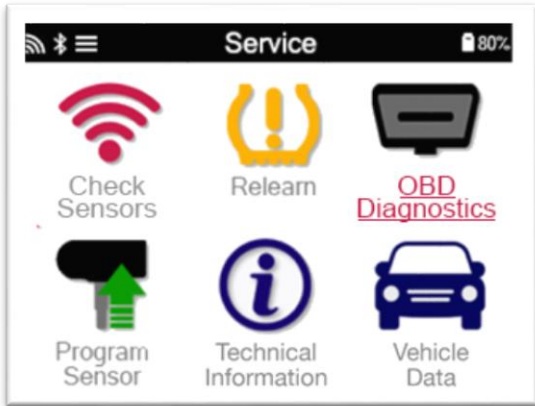 Service
80%
Check
Sensors
Relearn
OBD
Diagnostics
Program
Sensor
Technical
Information
Vehicle
Data